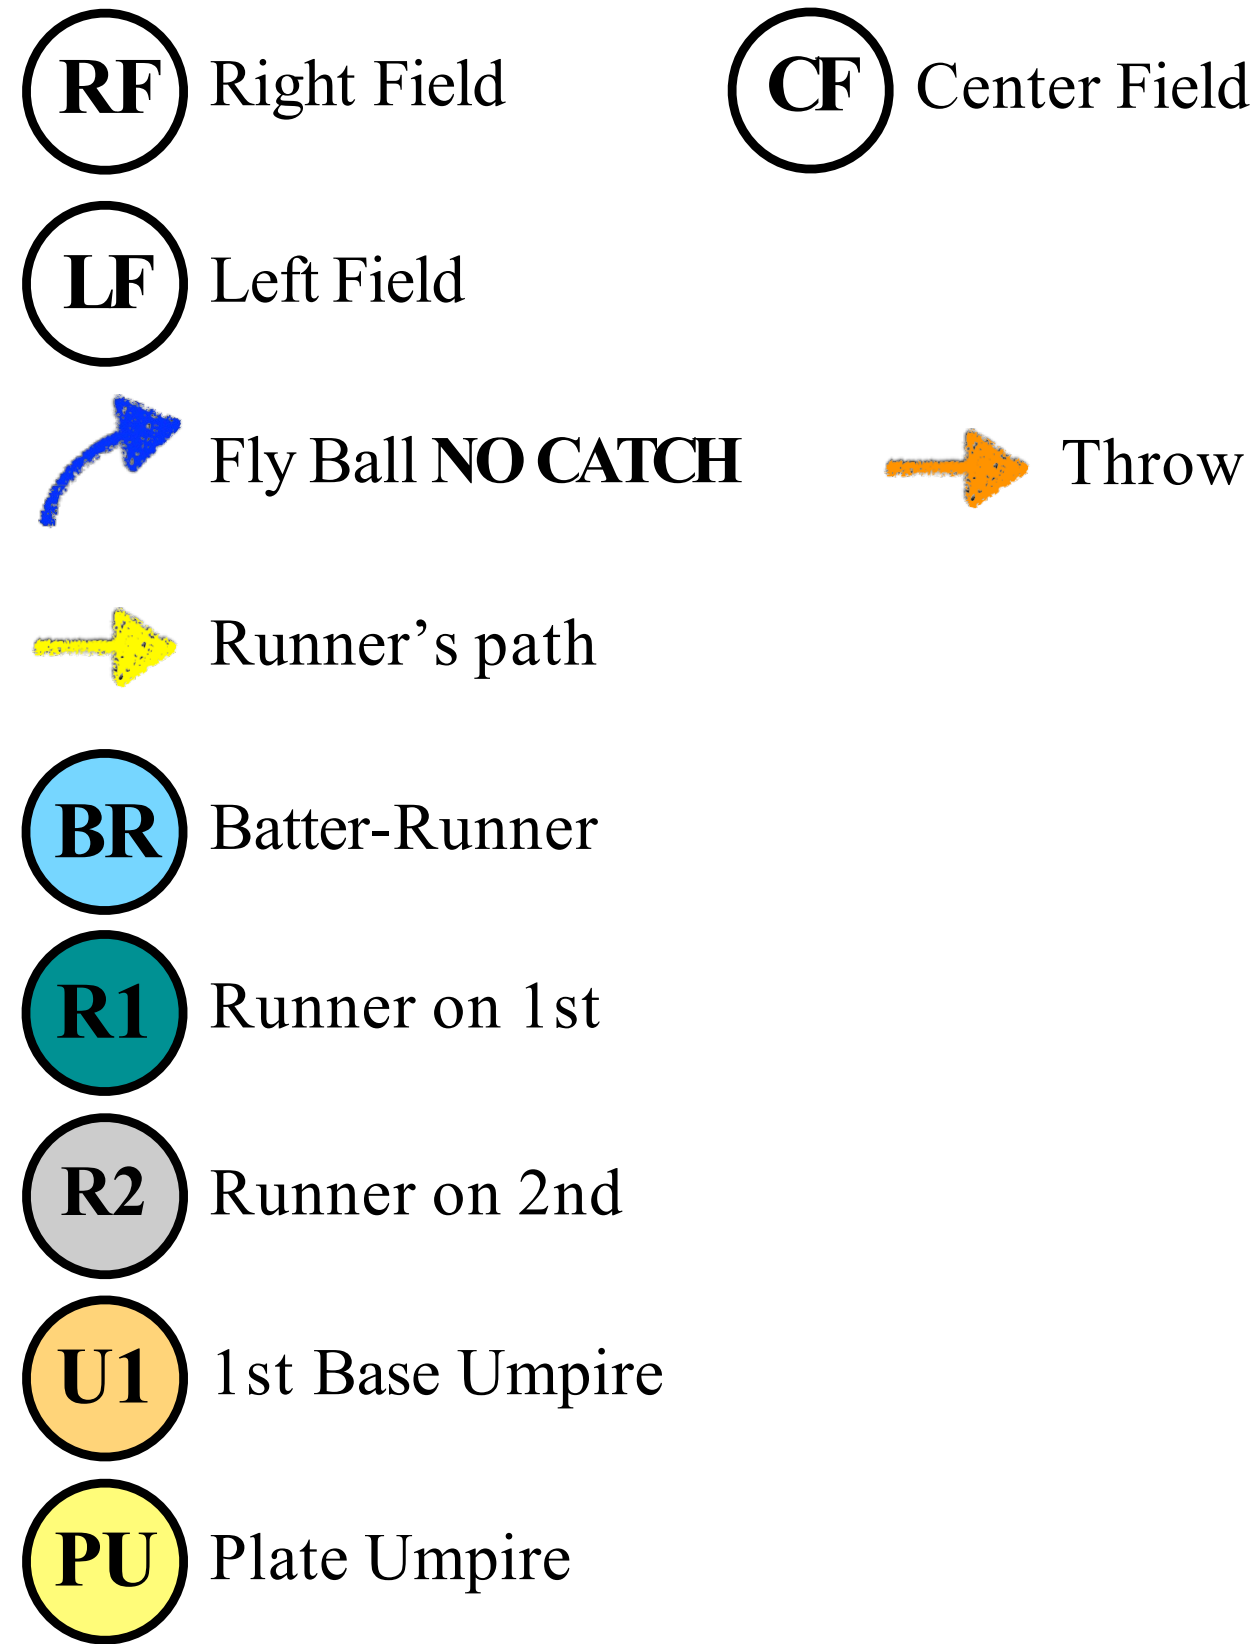 RF Right Field CF Center Field
LF Left Field
Fly Ball NO CATCH Throw
Runner’s path
BR Batter-Runner
R1 Runner on 1st
R2 Runner on 2nd
U1 1st Base Umpire
PU Plate Umpire